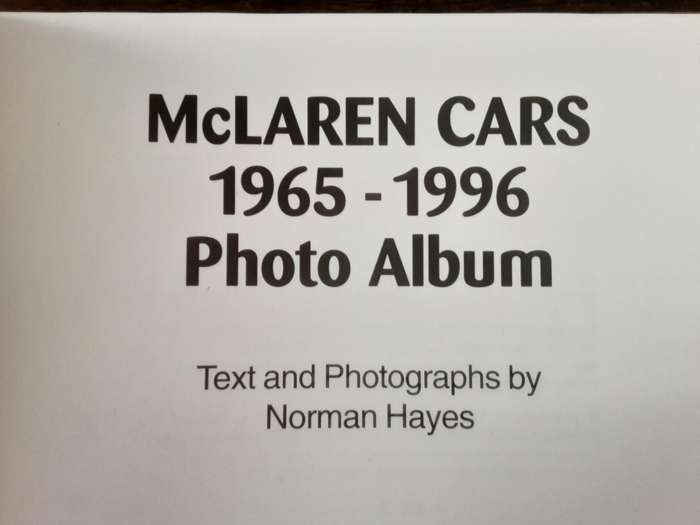 McLAREN CARS
1965 - 1996
Photo Album
Text and Photographs by
Norman Hayes